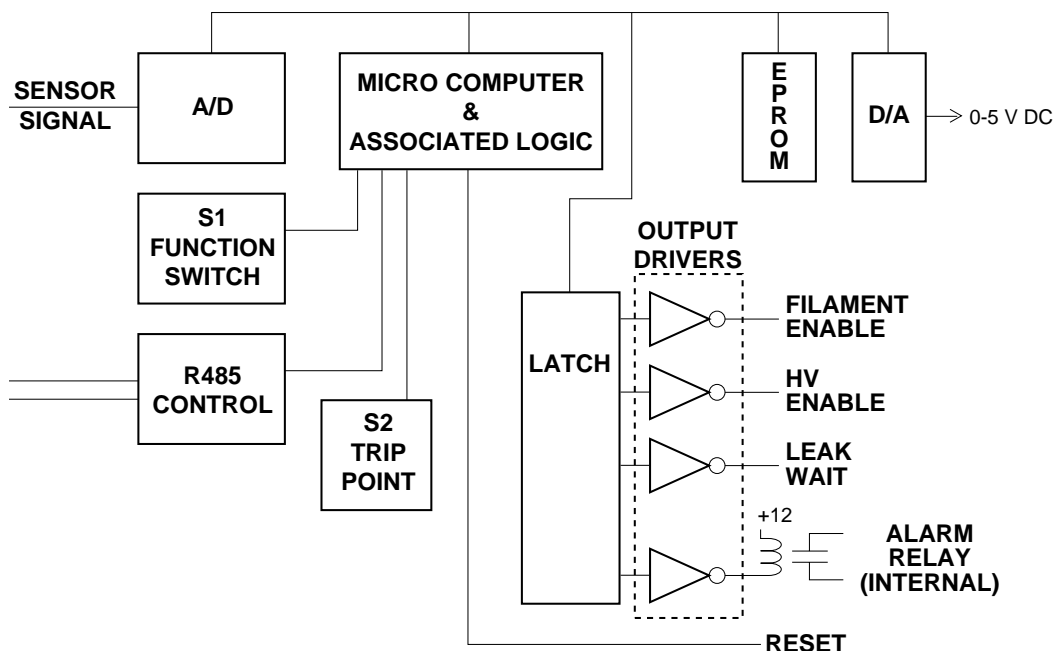 SENSOR
SIGNAL
A/D
MICRO COMPUTER
&
ASSOCIATED LOGIC
EPROM
D/A
0-5 V DC
S1
FUNCTION
SWITCH
R485
CONTROL
S2
TRIP
POINT
OUTPUT
DRIVERS
LATCH
FILAMENT
ENABLE
HV
ENABLE
LEAK
WAIT
+12
ALARM
RELAY
(INTERNAL)
RESET